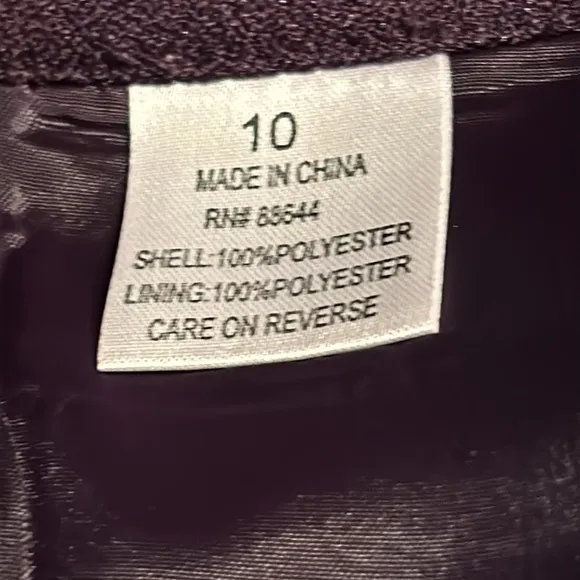 10
MADE IN CHINA
RN# 88644
SHELL:100%POLYESTER
LINING:100%POLYESTER
CARE ON REVERSE